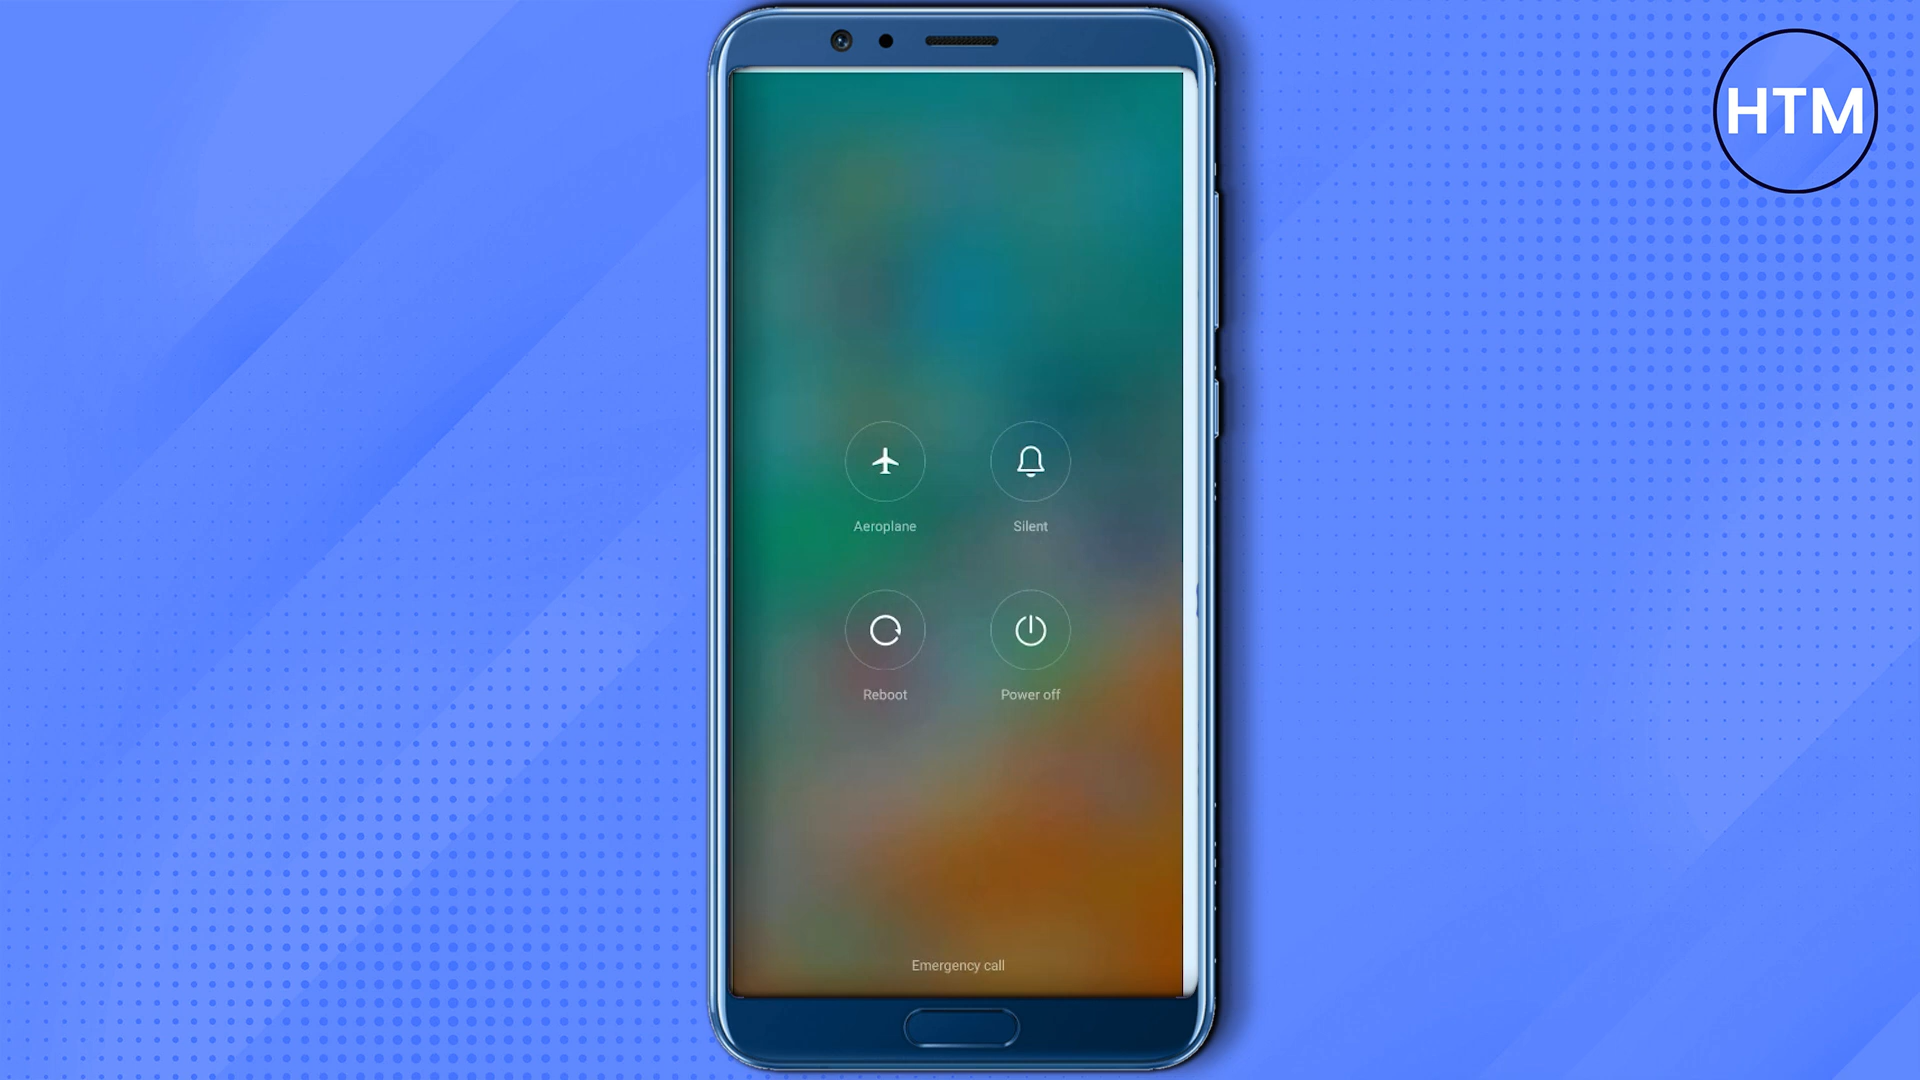 HTM
Aeroplane
Silent
Reboot
Power off
Emergency call